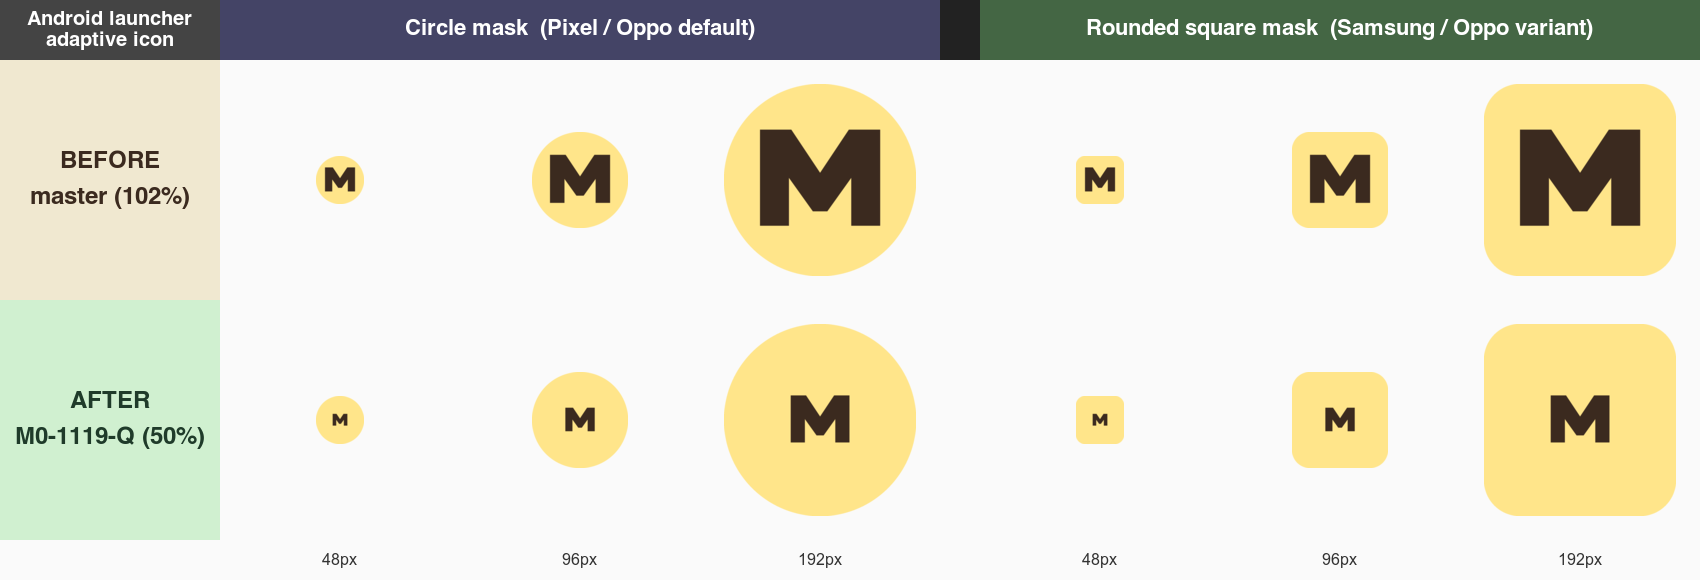 Android launcher
adaptive icon
Circle mask (Pixel / Oppo default)
Rounded square mask (Samsung / Oppo variant)
BEFORE
master (102%)
M M M M M M
AFTER
M0-1119-Q (50%)
M M M M M M
48px 96px 192px 48px 96px 192px